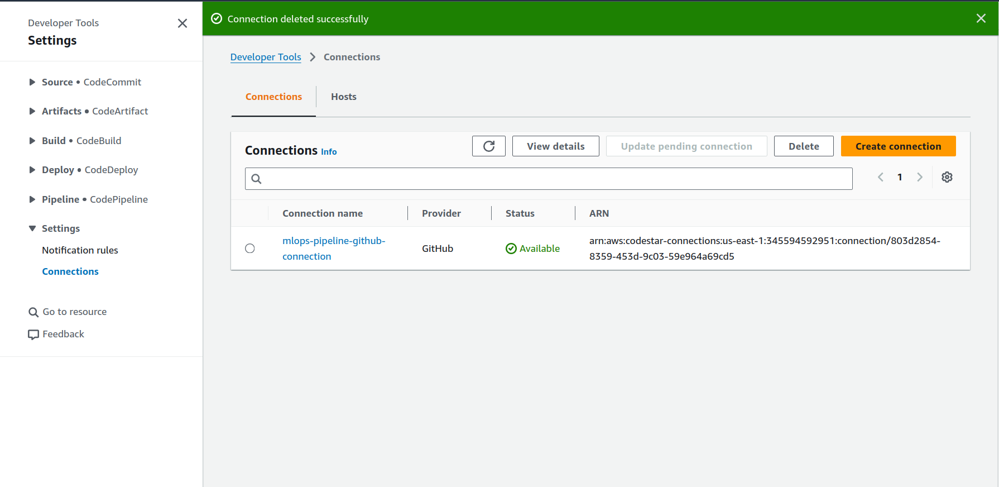 Developer Tools
Settings
Source • CodeCommit
Artifacts • CodeArtifact
Build • CodeBuild
Deploy • CodeDeploy
Pipeline • CodePipeline
Settings
Notification rules
Connections
Go to resource
Feedback
Connection deleted successfully
Developer Tools > Connections
Connections
Hosts
Connections Info
View details
Update pending connection
Delete
Create connection
1
Connection name
Provider
Status
ARN
mlops-pipeline-github-
connection
GitHub
Available
arn:aws:codestar-connections:us-east-1:345594592951:connection/803d2854-
8359-453d-9c03-59e964a69cd5